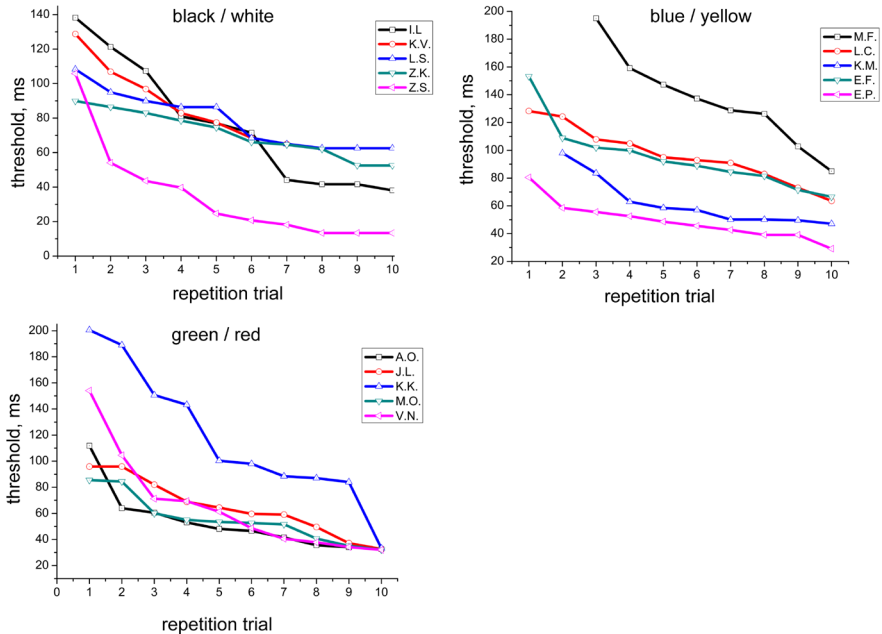 black / white
140
120
100
80
60
40
20
0
threshold, ms
1 2 3 4 5 6 7 8 9 10
repetition trial
I.L
K.V.
L.S.
Z.K.
Z.S.
blue / yellow
200
180
160
140
120
100
80
60
40
20
threshold, ms
1 2 3 4 5 6 7 8 9 10
repetition trial
M.F.
L.C.
K.M.
E.F.
E.P.
green / red
200
180
160
140
120
100
80
60
40
20
threshold, ms
0 1 2 3 4 5 6 7 8 9 10
repetition trial
A.O.
J.L.
K.K.
M.O.
V.N.